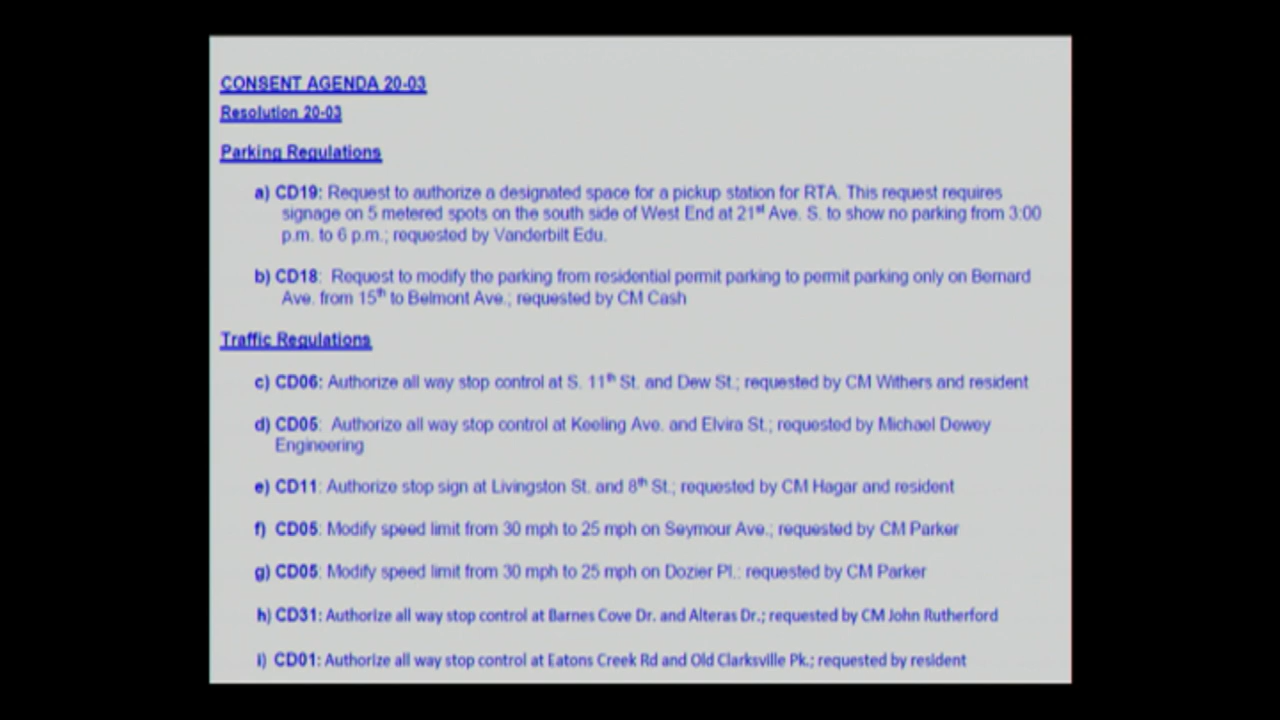 CONSENT AGENDA 20-03
Resolution 20-03
Parking Regulations
a) CD19: Request to authorize a designated space for a pickup station for RTA. This request requires
signage on 5 metered spots on the south side of West End at 21st Ave. S. to show no parking from 3:00
p.m. to 6 p.m.; requested by Vanderbilt Edu.
b) CD18: Request to modify the parking from residential permit parking to permit parking only on Bernard
Ave. from 15th to Belmont Ave.; requested by CM Cash
Traffic Regulations
c) CD06: Authorize all way stop control at S. 11th St. and Dew St.; requested by CM Withers and resident
d) CD05: Authorize all way stop control at Keeling Ave. and Elvira St.; requested by Michael Dewey
Engineering
e) CD11: Authorize stop sign at Livingston St. and 8th St.; requested by CM Hagar and resident
f) CD05: Modify speed limit from 30 mph to 25 mph on Seymour Ave.; requested by CM Parker
g) CD05: Modify speed limit from 30 mph to 25 mph on Dozier Pl.: requested by CM Parker
h) CD31: Authorize all way stop control at Barnes Cove Dr. and Alteras Dr.; requested by CM John Rutherford
i) CD01: Authorize all way stop control at Eatons Creek Rd and Old Clarksville Pk.; requested by resident